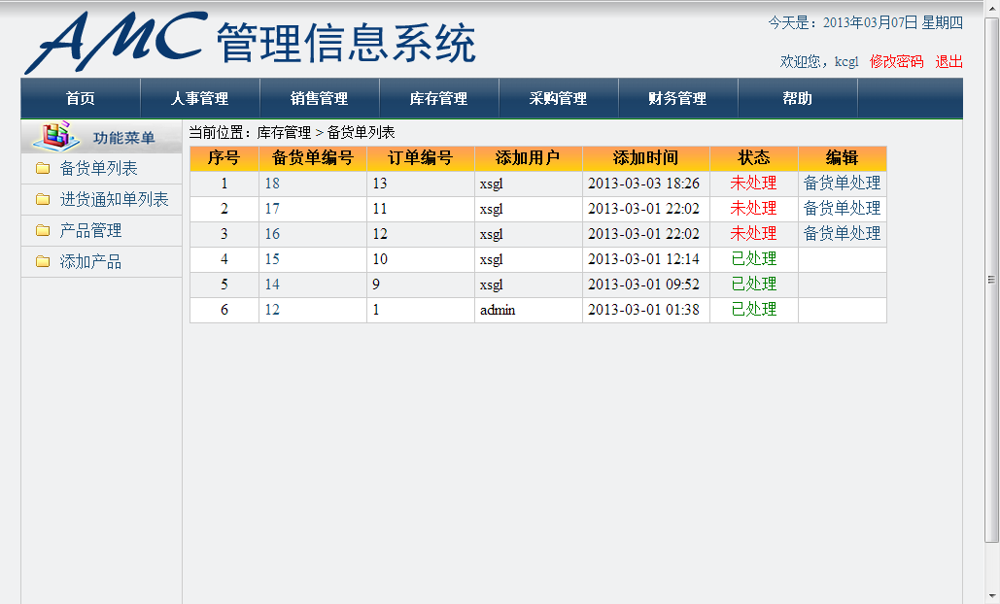 AMC 管理信息系统
今天是：2013年03月07日 星期四
欢迎您，kcgl 修改密码 退出
首页 人事管理 销售管理 库存管理 采购管理 财务管理 帮助
功能菜单
备货单列表
进货通知单列表
产品管理
添加产品
当前位置：库存管理 > 备货单列表
序号 备货单编号 订单编号 添加用户 添加时间 状态 编辑
1 18 13 xsgl 2013-03-03 18:26 未处理 备货单处理
2 17 11 xsgl 2013-03-01 22:02 未处理 备货单处理
3 16 12 xsgl 2013-03-01 22:02 未处理 备货单处理
4 15 10 xsgl 2013-03-01 12:14 已处理
5 14 9 xsgl 2013-03-01 09:52 已处理
6 12 1 admin 2013-03-01 01:38 已处理